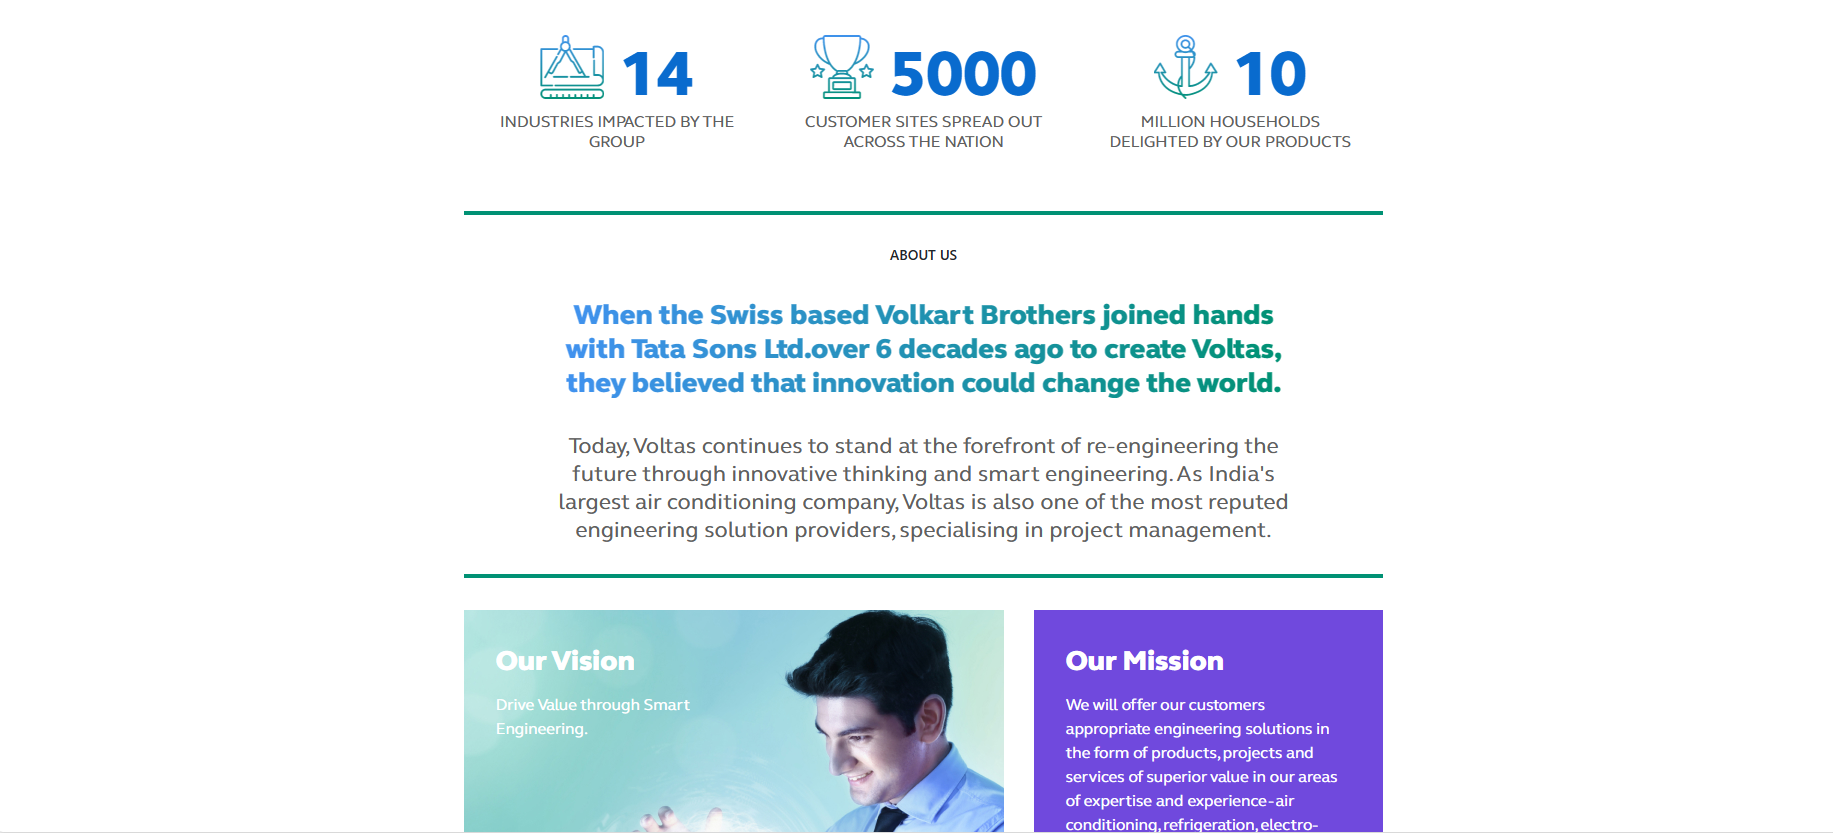 14
INDUSTRIES IMPACTED BY THE
GROUP
5000
CUSTOMER SITES SPREAD OUT
ACROSS THE NATION
10
MILLION HOUSEHOLDS
DELIGHTED BY OUR PRODUCTS
ABOUT US
When the Swiss based Volkart Brothers joined hands
with Tata Sons Ltd.over 6 decades ago to create Voltas,
they believed that innovation could change the world.
Today, Voltas continues to stand at the forefront of re-engineering the
future through innovative thinking and smart engineering. As India's
largest air conditioning company, Voltas is also one of the most reputed
engineering solution providers, specialising in project management.
Our Vision
Drive Value through Smart
Engineering.
Our Mission
We will offer our customers
appropriate engineering solutions in
the form of products, projects and
services of superior value in our areas
of expertise and experience-air
conditioning, refrigeration, electro-